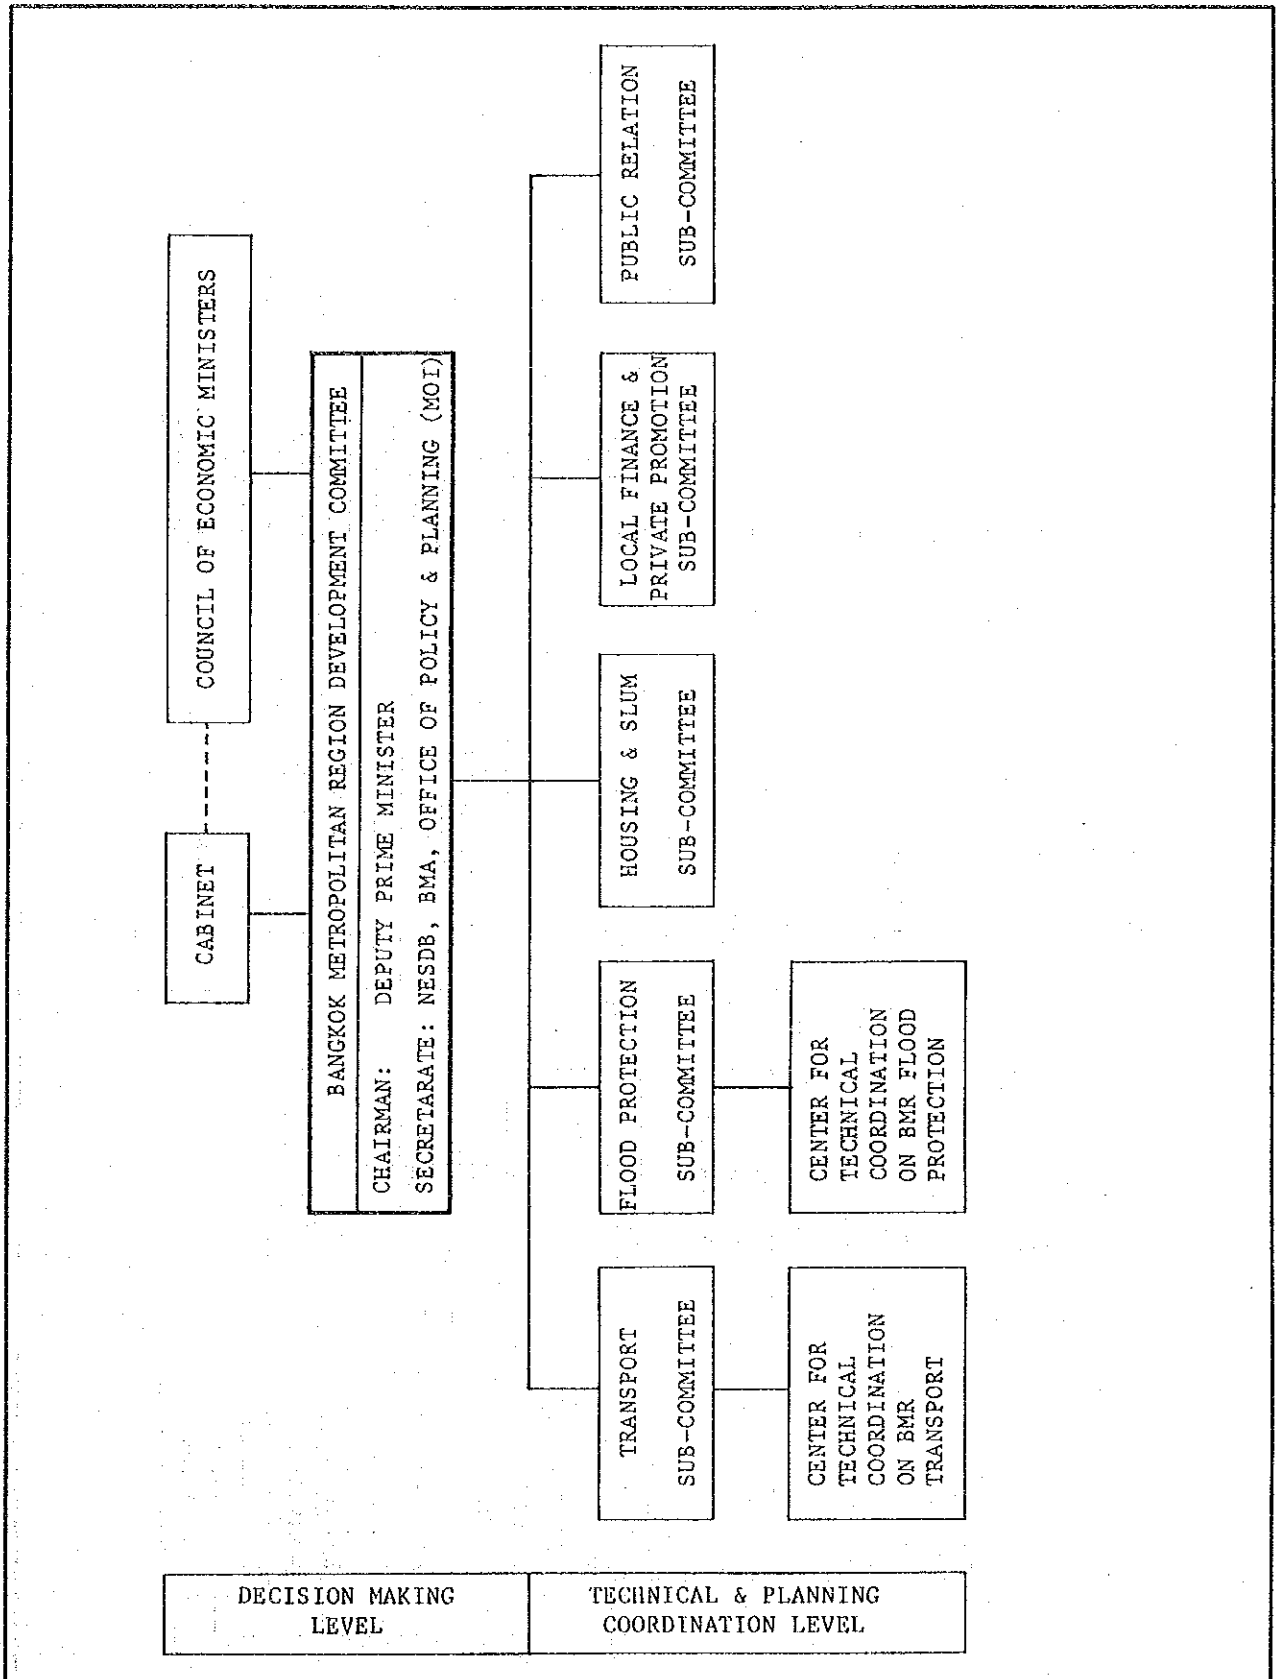 CABINET
COUNCIL OF ECONOMIC MINISTERS
BANGKOK METROPOLITAN REGION DEVELOPMENT COMMITTEE
CHAIRMAN: DEPUTY PRIME MINISTER
SECRETARATE: NESDB, BMA, OFFICE OF POLICY & PLANNING (MOI)
TRANSPORT
SUB-COMMITTEE
FLOOD PROTECTION
SUB-COMMITTEE
HOUSING & SLUM
SUB-COMMITTEE
LOCAL FINANCE &
PRIVATE PROMOTION
SUB-COMMITTEE
PUBLIC RELATION
SUB-COMMITTEE
CENTER FOR
TECHNICAL
COORDINATION
ON BMR
TRANSPORT
CENTER FOR
TECHNICAL
COORDINATION
ON BMR FLOOD
PROTECTION
DECISION MAKING
LEVEL
TECHNICAL & PLANNING
COORDINATION LEVEL